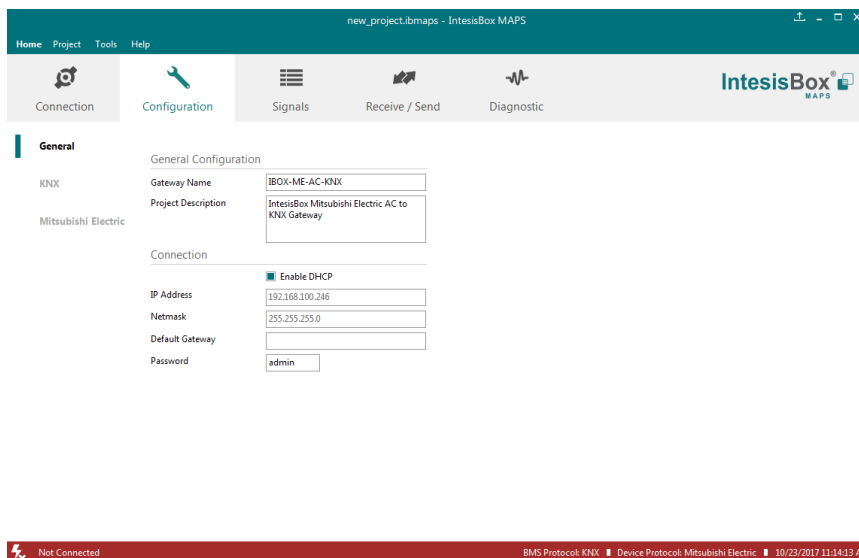 new_project.ibmaps - IntesisBox MAPS
Home Project Tools Help
Connection Configuration Signals Receive / Send Diagnostic
IntesisBox®
MAPS
General
KNX
Mitsubishi Electric
General Configuration
Gateway Name IBOX-ME-AC-KNX
Project Description IntesisBox Mitsubishi Electric AC to
KNX Gateway
Connection
Enable DHCP
IP Address 192.168.100.246
Netmask 255.255.255.0
Default Gateway
Password admin
Not Connected BMS Protocol: KNX Device Protocol: Mitsubishi Electric 10/23/2017 11:14:13